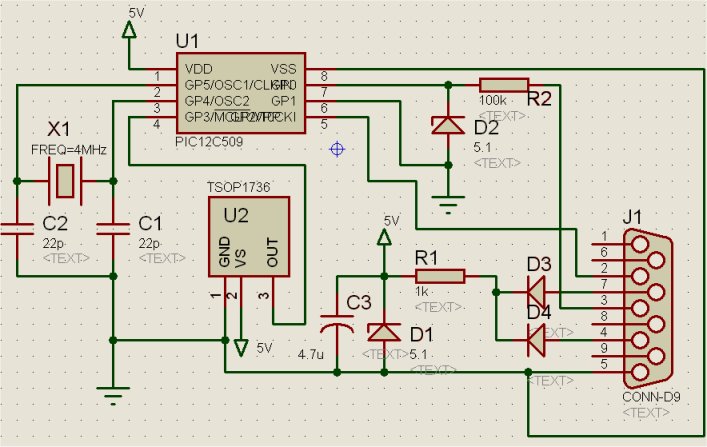 5V
U1
VDD
VSS
1
8
GP5/OSC1/CLKIN
GP0
2
7
GP4/OSC2
GP1
3
6
GP3/MCLR/VPP
GP2/T0CKI
4
5
PIC12C509
100k
R2
<TEXT>
D2
5.1
<TEXT>
X1
FREQ=4MHz
<TEXT>
C2
22p
<TEXT>
C1
22p
<TEXT>
TSOP1736
U2
GND
VS
OUT
1
2
3
5V
5V
R1
1k
<TEXT>
C3
4.7u
<TEXT>
D1
5.1
<TEXT>
D3
<TEXT>
D4
<TEXT>
J1
1
6
2
7
3
8
4
9
5
CONN-D9
<TEXT>